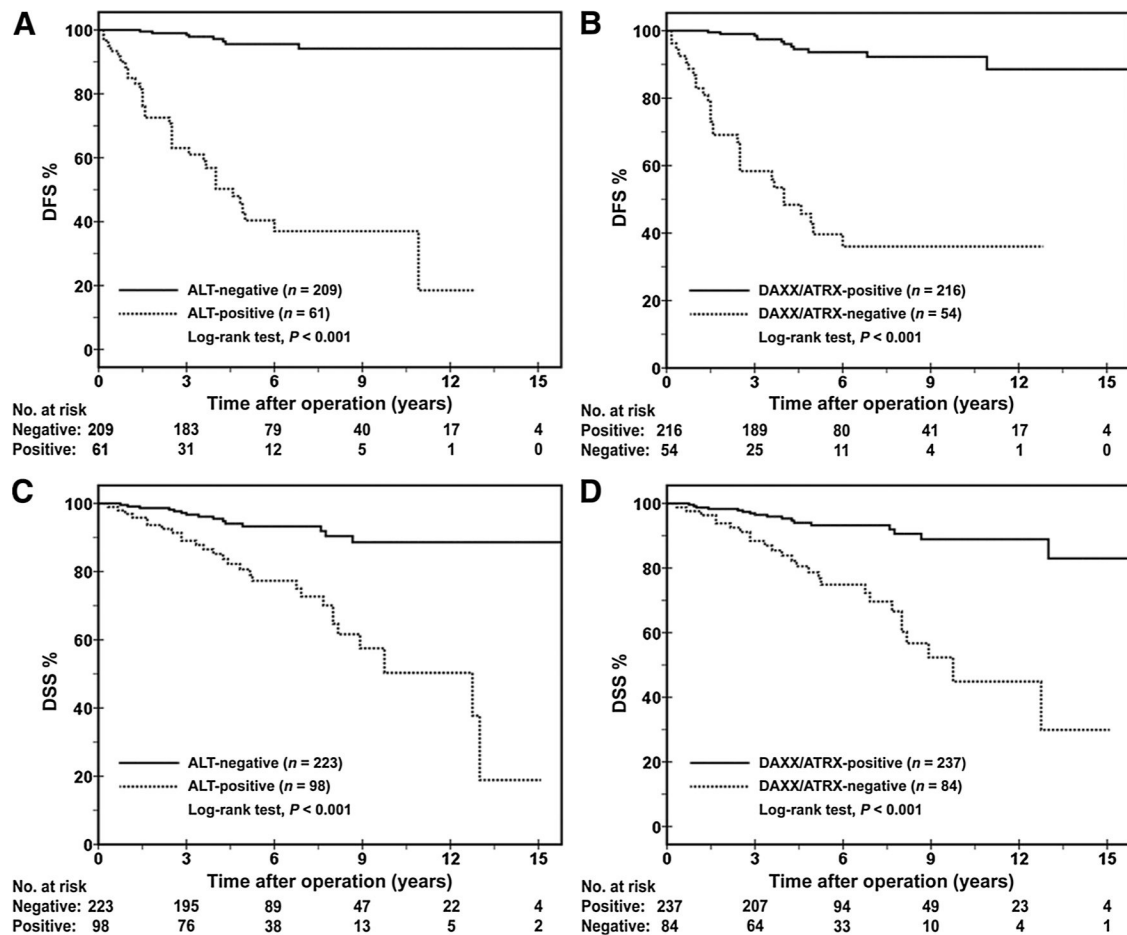 A
100
80
60
40
20
0
DFS %
ALT-negative (n = 209)
ALT-positive (n = 61)
Log-rank test, P < 0.001
0 3 6 9 12 15
Time after operation (years)
No. at risk
Negative: 209 183 79 40 17 4
Positive: 61 31 12 5 1 0
B
100
80
60
40
20
0
DFS %
DAXX/ATRX-positive (n = 216)
DAXX/ATRX-negative (n = 54)
Log-rank test, P < 0.001
0 3 6 9 12 15
Time after operation (years)
No. at risk
Positive: 216 189 80 41 17 4
Negative: 54 25 11 4 1 0
C
100
80
60
40
20
0
DSS %
ALT-negative (n = 223)
ALT-positive (n = 98)
Log-rank test, P < 0.001
0 3 6 9 12 15
Time after operation (years)
No. at risk
Negative: 223 195 89 47 22 4
Positive: 98 76 38 13 5 2
D
100
80
60
40
20
0
DSS %
DAXX/ATRX-positive (n = 237)
DAXX/ATRX-negative (n = 84)
Log-rank test, P < 0.001
0 3 6 9 12 15
Time after operation (years)
No. at risk
Positive: 237 207 94 49 23 4
Negative: 84 64 33 10 4 1